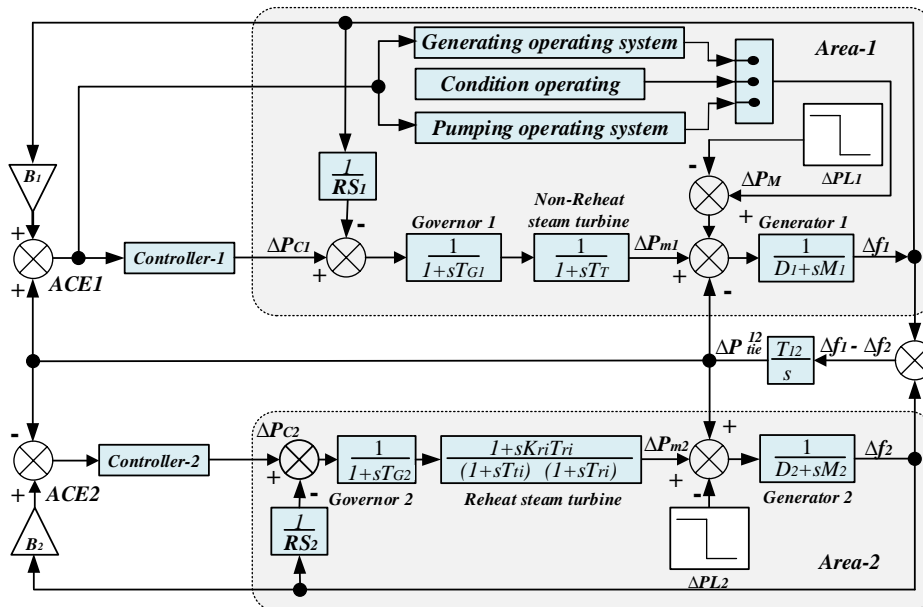 Generating operating system
Area-1
Condition operating
Pumping operating system
B1
1
RS1
-
ΔPM
ΔPL1
-
+
Non-Reheat
steam turbine
Governor 1
Generator 1
+
+
ACE1
Controller-1
ΔPC1
+
1
1+sTG1
1
1+sTT
ΔPm1
+
-
1
D1+sM1
Δf1
ΔP 12 tie
T12
s
Δf1 - Δf2
-
+
ACE2
Controller-2
ΔPC2
+
-
1
1+sTG2
Governor 2
1+sKriTri
(1+sTti) (1+sTri)
Reheat steam turbine
ΔPm2
+
+
-
1
D2+sM2
Generator 2
Δf2
B2
1
RS2
ΔPL2
Area-2